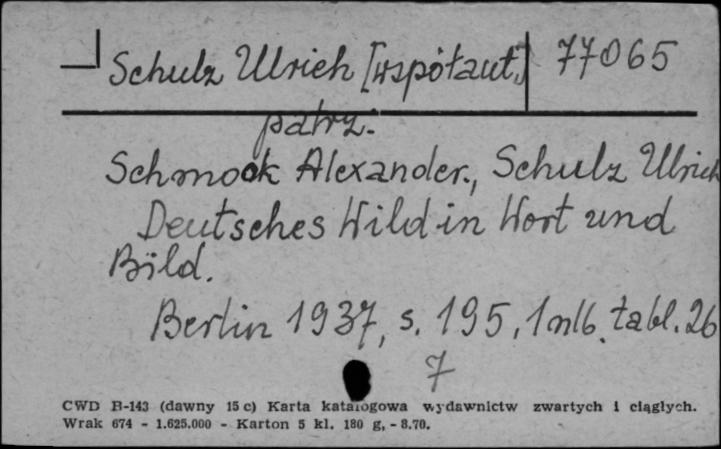 Schulz Ulrich [współaut.] 77065
patrz.
Schmook Alexander., Schulz Ulrich
Deutsches Wild in Wort und
Bild.
Berlin 1937, s. 195, 1 nlb. tabl. 26
7
CWD B-143 (dawny 15 c) Karta katalogowa wydawnictw zwartych i ciągłych.
Wrak 674 - 1.625.000 - Karton 5 kl. 180 g, - 8.70.